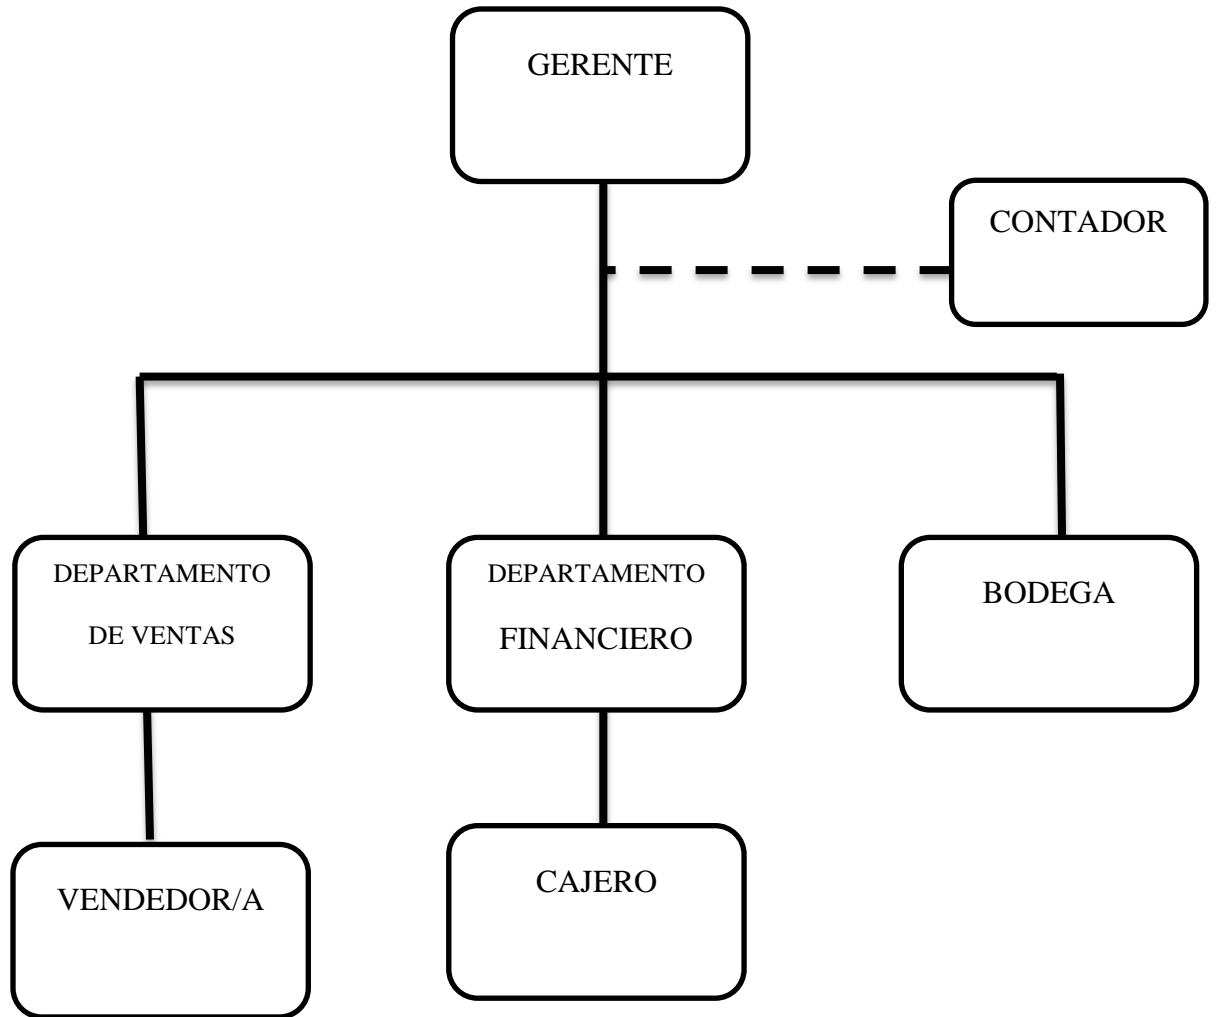 GERENTE
CONTADOR
DEPARTAMENTO
DE VENTAS
DEPARTAMENTO
FINANCIERO
BODEGA
VENDEDOR/A
CAJERO